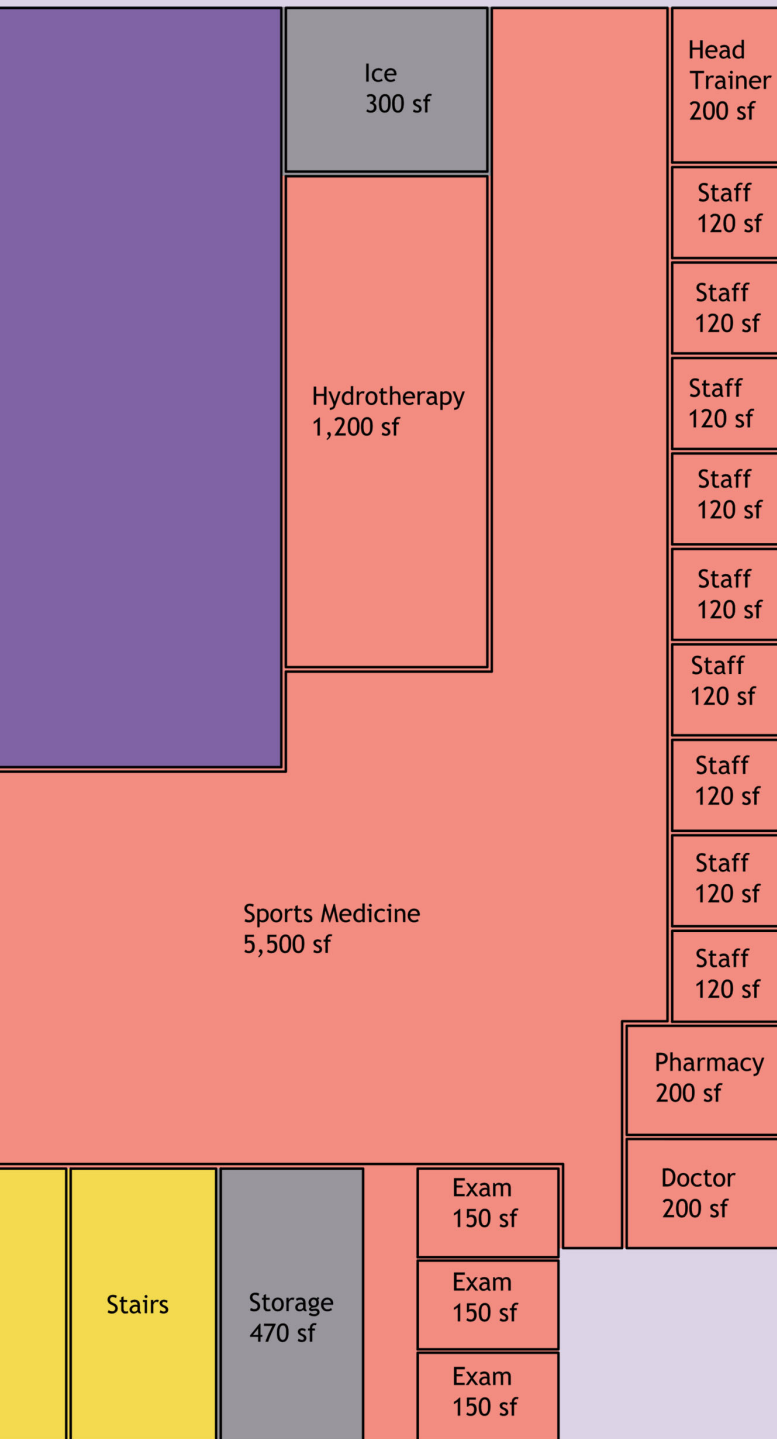 Ice
300 sf
Head
Trainer
200 sf
Staff
120 sf
Staff
120 sf
Staff
120 sf
Hydrotherapy
1,200 sf
Staff
120 sf
Staff
120 sf
Staff
120 sf
Staff
120 sf
Staff
120 sf
Sports Medicine
5,500 sf
Staff
120 sf
Pharmacy
200 sf
Doctor
200 sf
Exam
150 sf
Stairs
Storage
470 sf
Exam
150 sf
Exam
150 sf